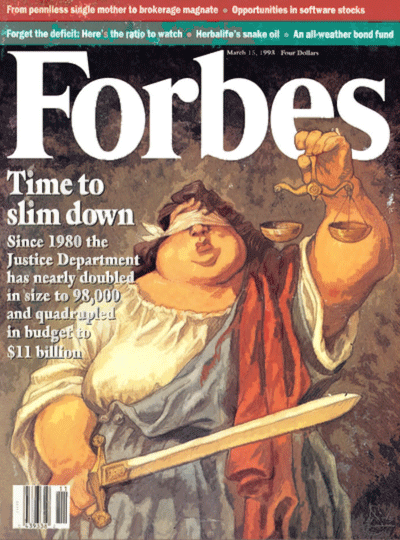 From penniless single mother to brokerage magnate • Opportunities in software stocks
Forget the deficit: Here's the ratio to watch • Herbalife's snake oil • An all-weather bond fund
March 15, 1993 Four Dollars
Forbes
Time to
slim down
Since 1980 the
Justice Department
has nearly doubled
in size to 98,000
and quadrupled
in budget to
$11 billion
11